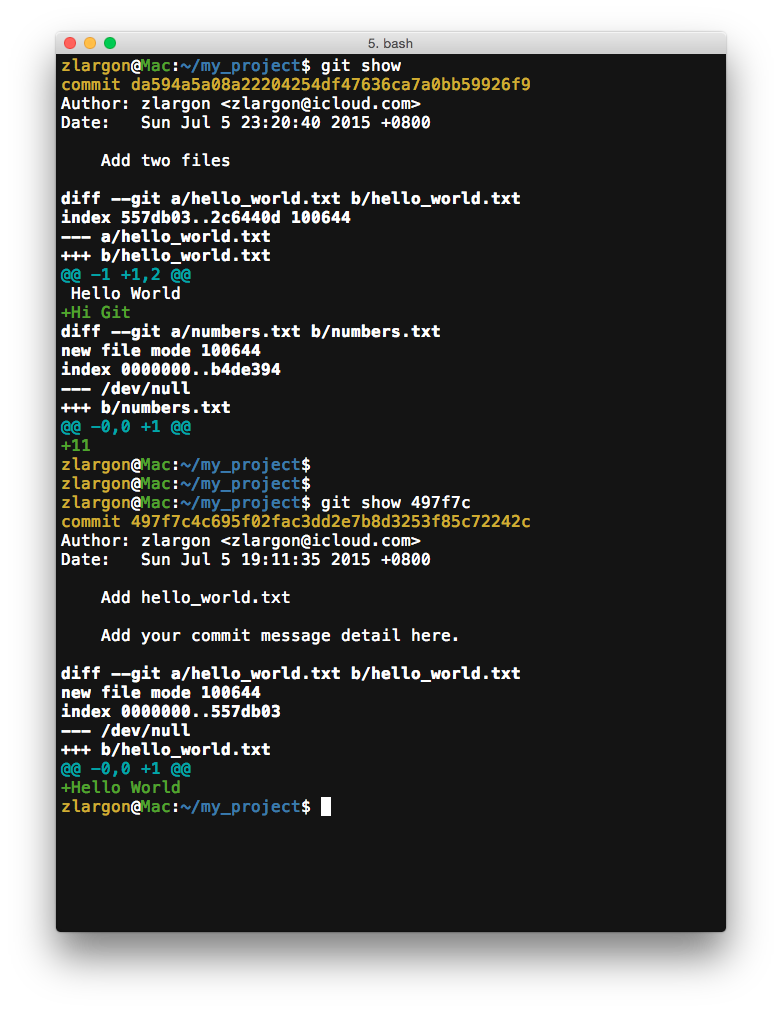 5. bash
zlargon@Mac:~/my_project$ git show
commit da594a5a08a22204254df47636ca7a0bb59926f9
Author: zlargon <zlargon@icloud.com>
Date:   Sun Jul 5 23:20:40 2015 +0800
    Add two files
diff --git a/hello_world.txt b/hello_world.txt
index 557db03..2c6440d 100644
--- a/hello_world.txt
+++ b/hello_world.txt
@@ -1 +1,2 @@
 Hello World
+Hi Git
diff --git a/numbers.txt b/numbers.txt
new file mode 100644
index 0000000..b4de394
--- /dev/null
+++ b/numbers.txt
@@ -0,0 +1 @@
+11
zlargon@Mac:~/my_project$
zlargon@Mac:~/my_project$
zlargon@Mac:~/my_project$ git show 497f7c
commit 497f7c4c695f02fac3dd2e7b8d3253f85c72242c
Author: zlargon <zlargon@icloud.com>
Date:   Sun Jul 5 19:11:35 2015 +0800
    Add hello_world.txt
    Add your commit message detail here.
diff --git a/hello_world.txt b/hello_world.txt
new file mode 100644
index 0000000..557db03
--- /dev/null
+++ b/hello_world.txt
@@ -0,0 +1 @@
+Hello World
zlargon@Mac:~/my_project$